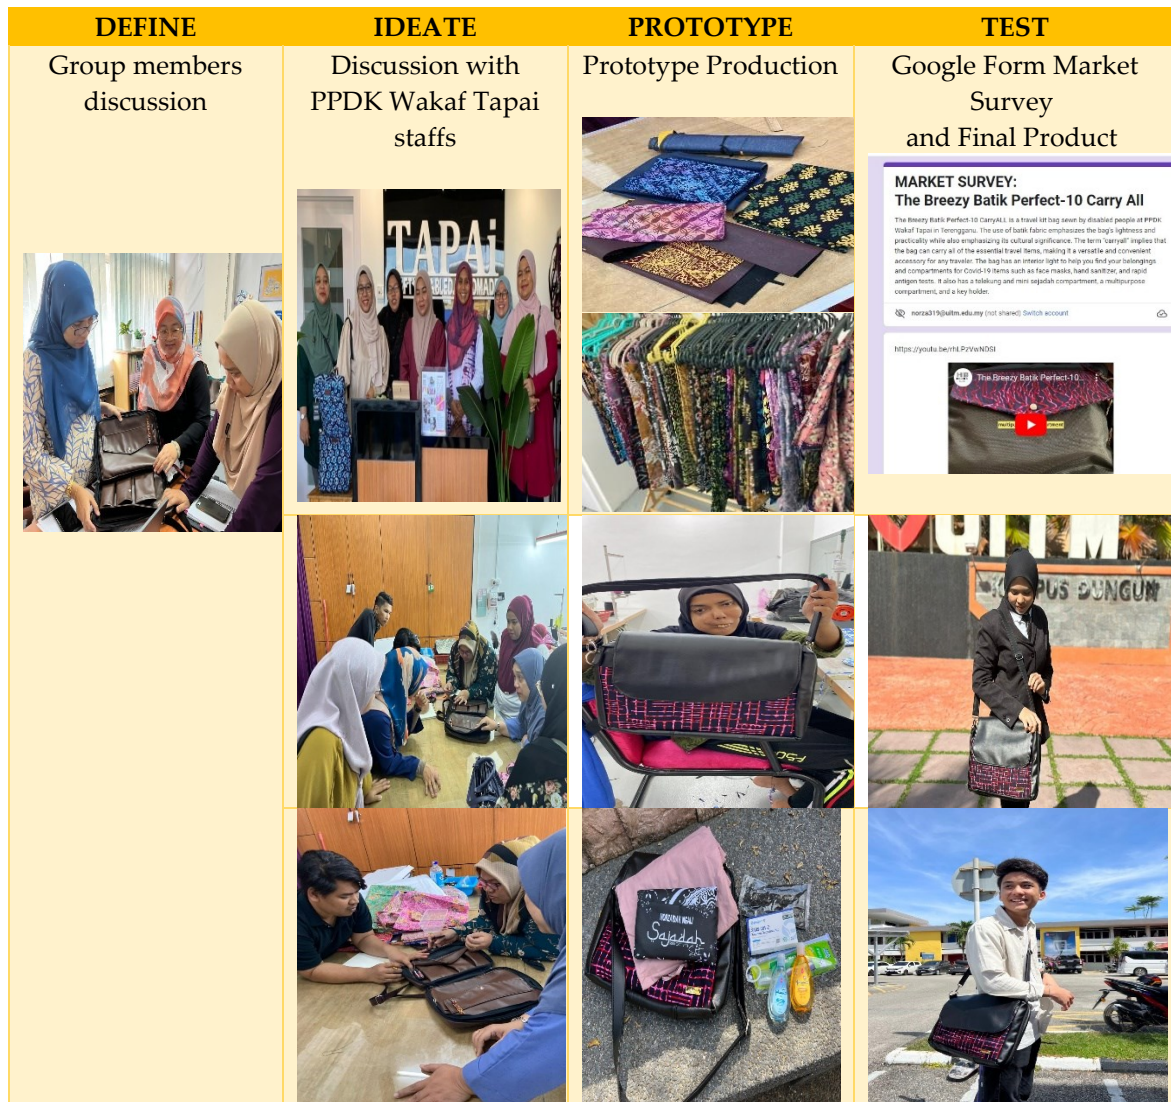 DEFINE
IDEATE
PROTOTYPE
TEST
Group members
discussion
Discussion with
PPDK Wakaf Tapai
staffs
Prototype Production
Google Form Market
Survey
and Final Product
TAPAi
MARKET SURVEY:
The Breezy Batik Perfect-10 Carry All
The Breezy Batik Perfect-10 CarryALL is a travel kit bag sewn by disabled people at PPDK
Wakaf Tapai in Terengganu. The use of batik fabric emphasizes the bag's lightness and
practicality while also emphasizing its cultural significance. The term "carryall" implies that
the bag can carry all of the essential travel items, making it a versatile and convenient
accessory for any traveler. The bag has an interior light to help you find your belongings
and compartments for Covid-19 items such as face masks, hand sanitizer, and rapid
antigen tests. It also has a telekung and mini sejadah compartment, a multipurpose
compartment, and a key holder.
norza319@uitm.edu.my (not shared) Switch account
The Breezy Batik Perfect-10
UiTM
PUS DUNGUN
Sajadah